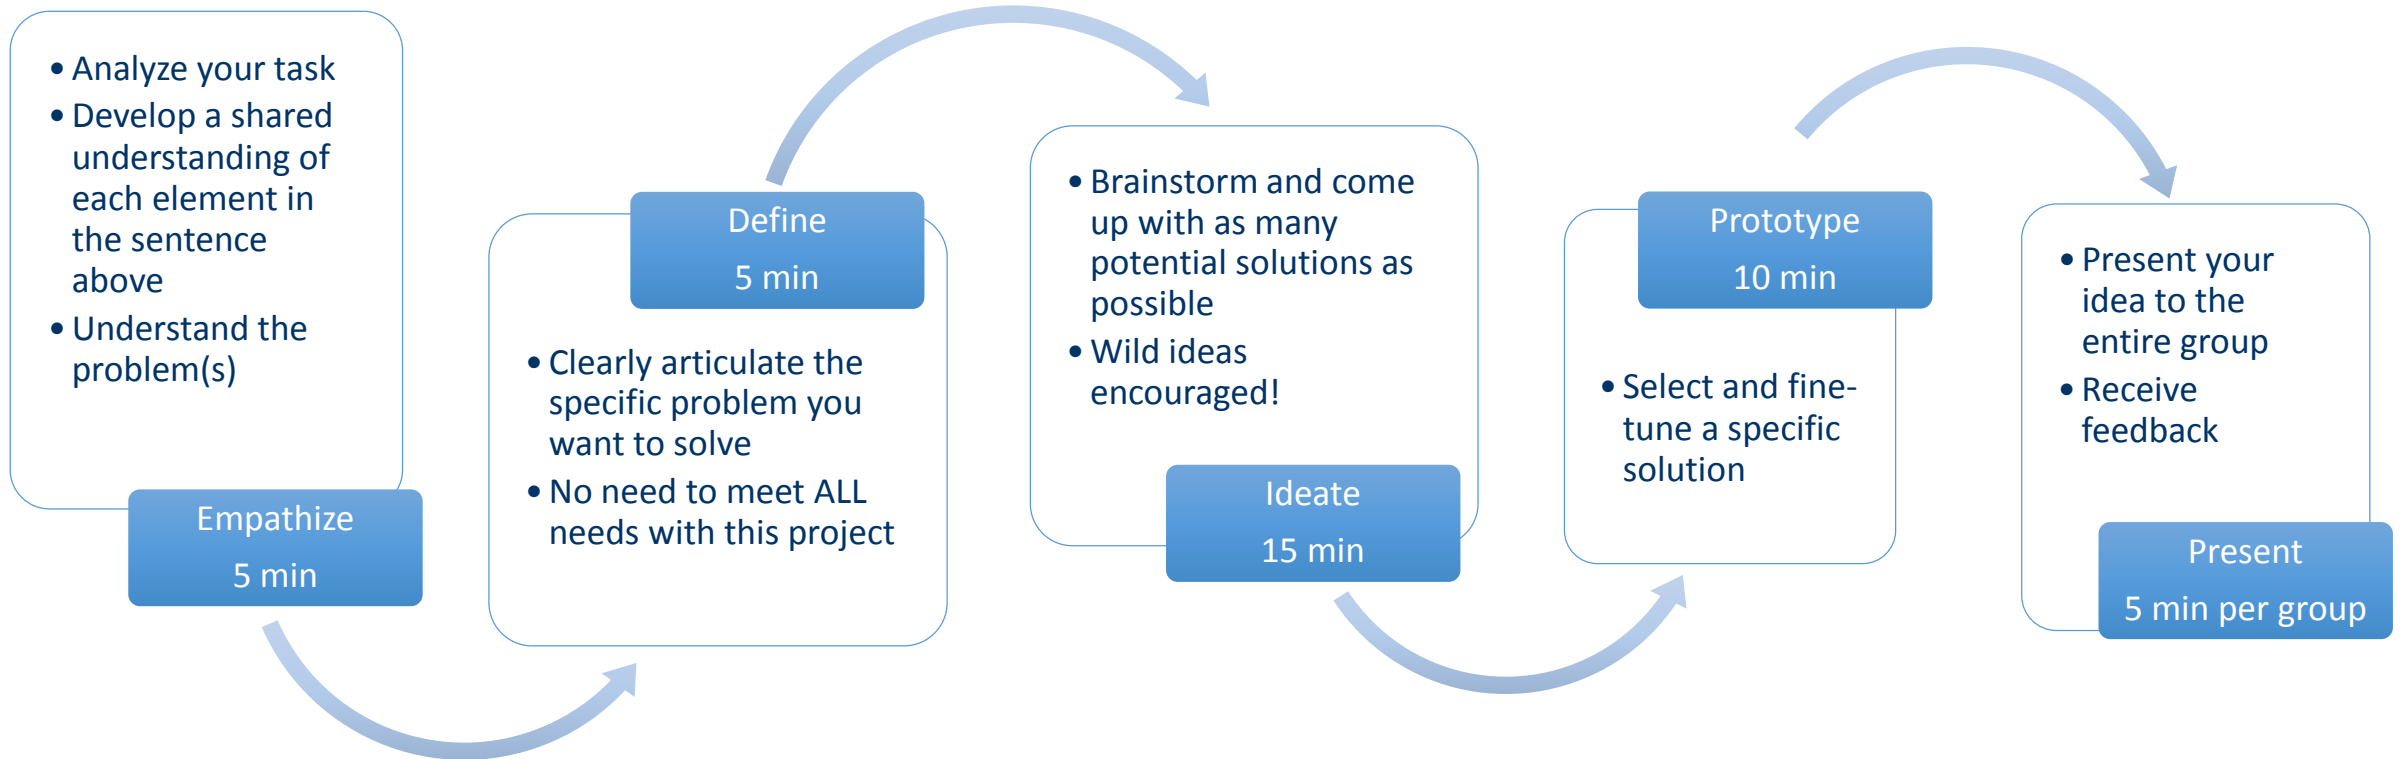 • Analyze your task
• Develop a shared
understanding of
each element in
the sentence
above
• Understand the
problem(s)
Empathize
5 min
Define
5 min
• Clearly articulate the
specific problem you
want to solve
• No need to meet ALL
needs with this project
• Brainstorm and come
up with as many
potential solutions as
possible
• Wild ideas
encouraged!
Ideate
15 min
Prototype
10 min
• Select and fine-
tune a specific
solution
• Present your
idea to the
entire group
• Receive
feedback
Present
5 min per group